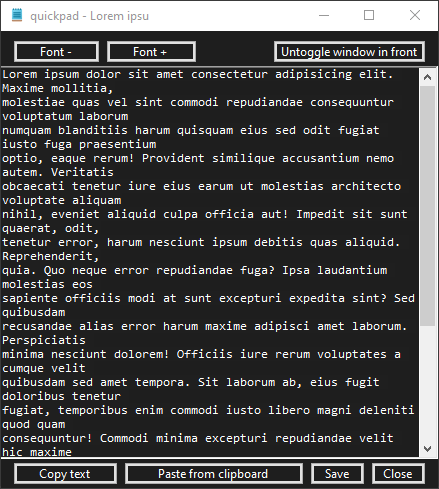 quickpad - Lorem ipsu
Font -
Font +
Untoggle window in front
Lorem ipsum dolor sit amet consectetur adipisicing elit.
Maxime mollitia,
molestiae quas vel sint commodi repudiandae consequuntur
voluptatum laborum
numquam blanditiis harum quisquam eius sed odit fugiat
iusto fuga praesentium
optio, eaque rerum! Provident similique accusantium nemo
autem. Veritatis
obcaecati tenetur iure eius earum ut molestias architecto
voluptate aliquam
nihil, eveniet aliquid culpa officia aut! Impedit sit sunt
quaerat, odit,
tenetur error, harum nesciunt ipsum debitis quas aliquid.
Reprehenderit,
quia. Quo neque error repudiandae fuga? Ipsa laudantium
molestias eos
sapiente officiis modi at sunt excepturi expedita sint? Sed
quibusdam
recusandae alias error harum maxime adipisci amet laborum.
Perspiciatis
minima nesciunt dolorem! Officiis iure rerum voluptates a
cumque velit
quibusdam sed amet tempora. Sit laborum ab, eius fugit
doloribus tenetur
fugiat, temporibus enim commodi iusto libero magni deleniti
quod quam
consequuntur! Commodi minima excepturi repudiandae velit
hic maxime
Copy text
Paste from clipboard
Save
Close